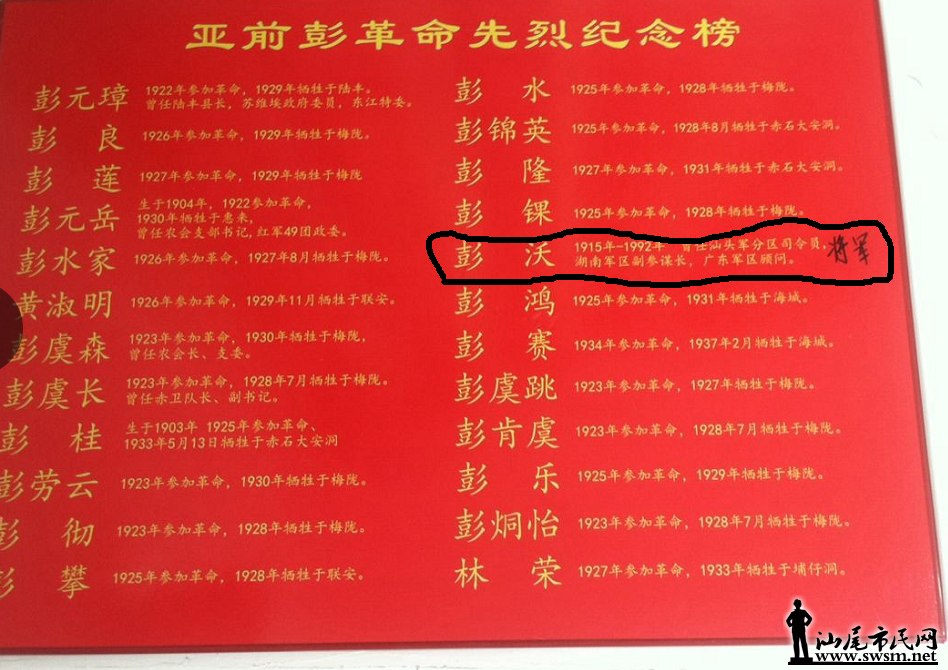 亚前彭革命先烈纪念榜
彭元璋 1922年参加革命，1929年牺牲于陆丰。
曾任陆丰县长，苏维埃政府委员，东江特委。
彭 良 1926年参加革命，1929年牺牲于梅陇。
彭 莲 1927年参加革命，1929年牺牲于梅陇
彭元岳 生于1904年，1922参加革命，
1930年牺牲于惠来，
曾任农会支部书记，红军49团政委。
彭水家 1926年参加革命，1927年8月牺牲于梅陇。
黄淑明 1926年参加革命，1929年11月牺牲于联安。
彭虞森 1923年参加革命，1930年牺牲于梅陇，
曾任农会长、支委。
彭虞长 1923年参加革命，1928年7月牺牲于梅陇。
曾任赤卫队长、副书记。
彭 桂 生于1903年 1925年参加革命、
1933年5月13日牺牲于赤石大安洞
彭劳云 1923年参加革命，1930年牺牲于梅陇。
彭 彻 1923年参加革命，1928年牺牲于梅陇。
彭 攀 1925年参加革命，1928年牺牲于联安。
彭 水 1925年参加革命，1928年牺牲于梅陇。
彭锦英 1925年参加革命，1928年8月牺牲于赤石大安洞。
彭 隆 1927年参加革命，1931年牺牲于赤石大安洞。
彭 锞 1925年参加革命，1928年牺牲于梅陇。
彭 沃 1915年-1992年 曾任汕头军分区司令员，将军
湖南军区副参谋长，广东军区顾问。
彭 鸿 1925年参加革命，1931年牺牲于海城。
彭 赛 1934年参加革命，1937年2月牺牲于海城。
彭虞跳 1923年参加革命，1927年牺牲于梅陇。
彭肯虞 1923年参加革命，1928年7月牺牲于梅陇。
彭 乐 1925年参加革命，1929年牺牲于梅陇。
彭炯怡 1923年参加革命，1928年7月牺牲于梅陇。
林 荣 1927年参加革命，1933年牺牲于埔仔洞。
汕尾市民网
www.swsm.net